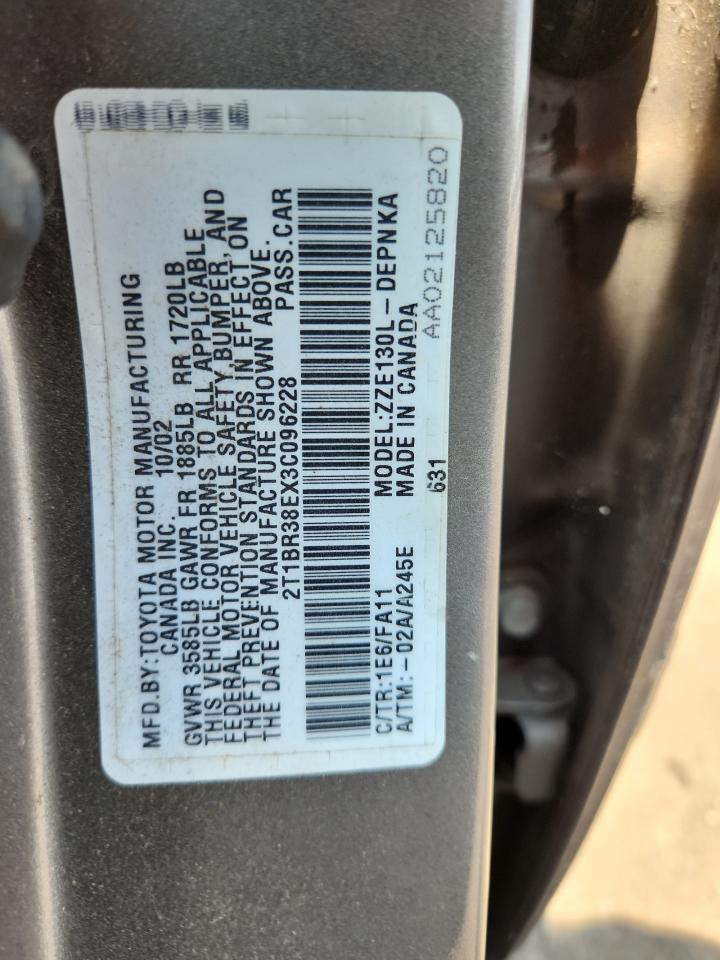 MFD.BY:TOYOTA MOTOR MANUFACTURING
CANADA INC. 10/02
GVWR 3585LB GAWR FR 1885LB RR 1720LB
THIS VEHICLE CONFORMS TO ALL APPLICABLE
FEDERAL MOTOR VEHICLE SAFETY,BUMPER, AND
THEFT PREVENTION STANDARDS IN EFFECT ON
THE DATE OF MANUFACTURE SHOWN ABOVE.
2T1BR38EX3C096228 PASS.CAR
C/TR:1E6/FA11 MODEL:ZZE130L-DEPNKA
A/TM:-02A/A245E MADE IN CANADA
631 AA02125820